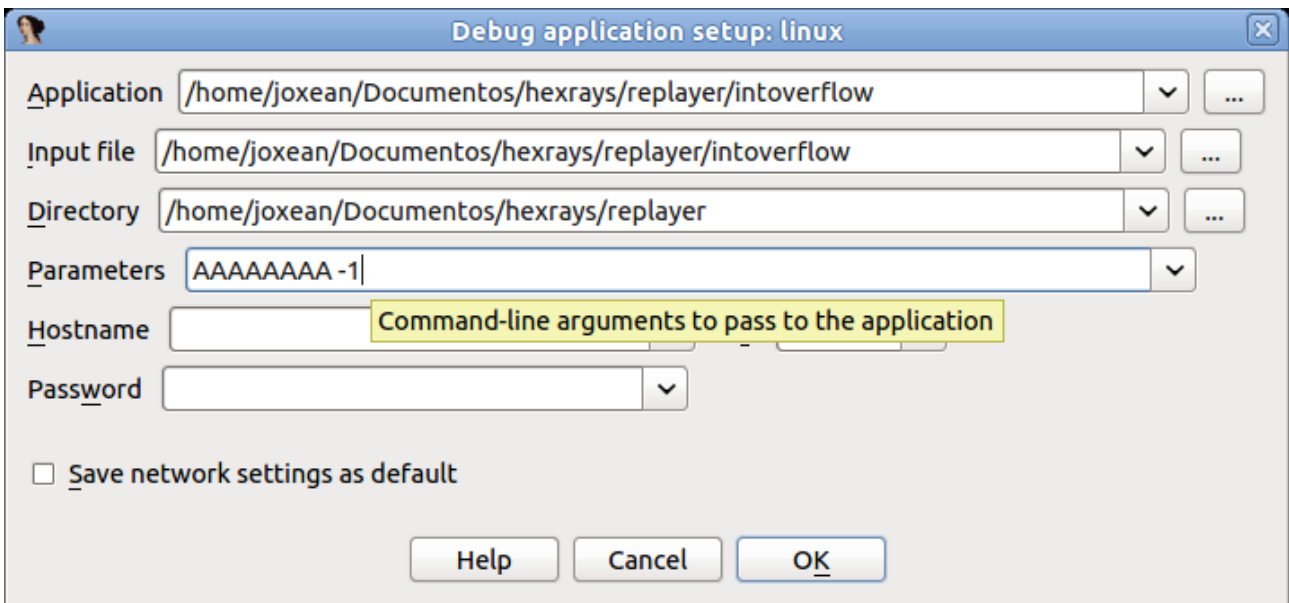 Debug application setup: linux
Application /home/joxean/Documentos/hexrays/replayer/intoverflow ...
Input file /home/joxean/Documentos/hexrays/replayer/intoverflow ...
Directory /home/joxean/Documentos/hexrays/replayer ...
Parameters AAAAAAAA -1
Hostname
Command-line arguments to pass to the application
Password
Save network settings as default
Help Cancel OK